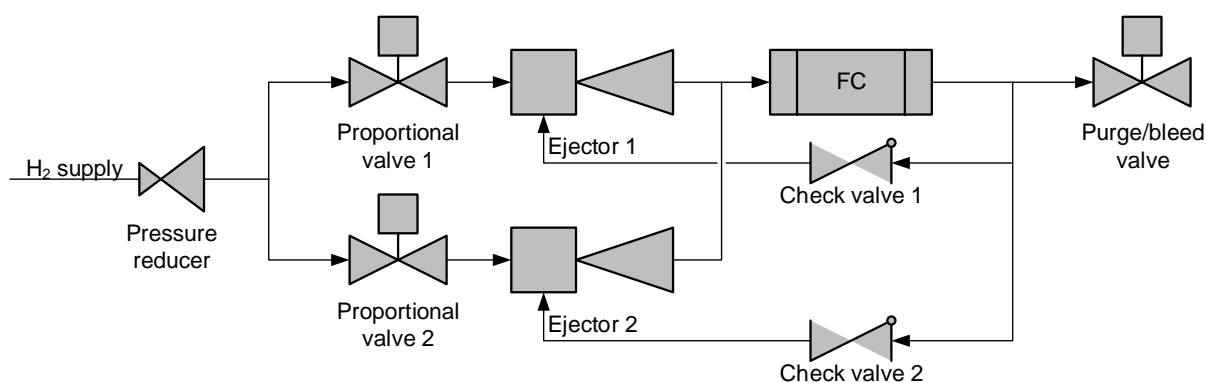 H₂ supply
Pressure
reducer
Proportional
valve 1
Ejector 1
FC
Check valve 1
Purge/bleed
valve
Proportional
valve 2
Ejector 2
Check valve 2